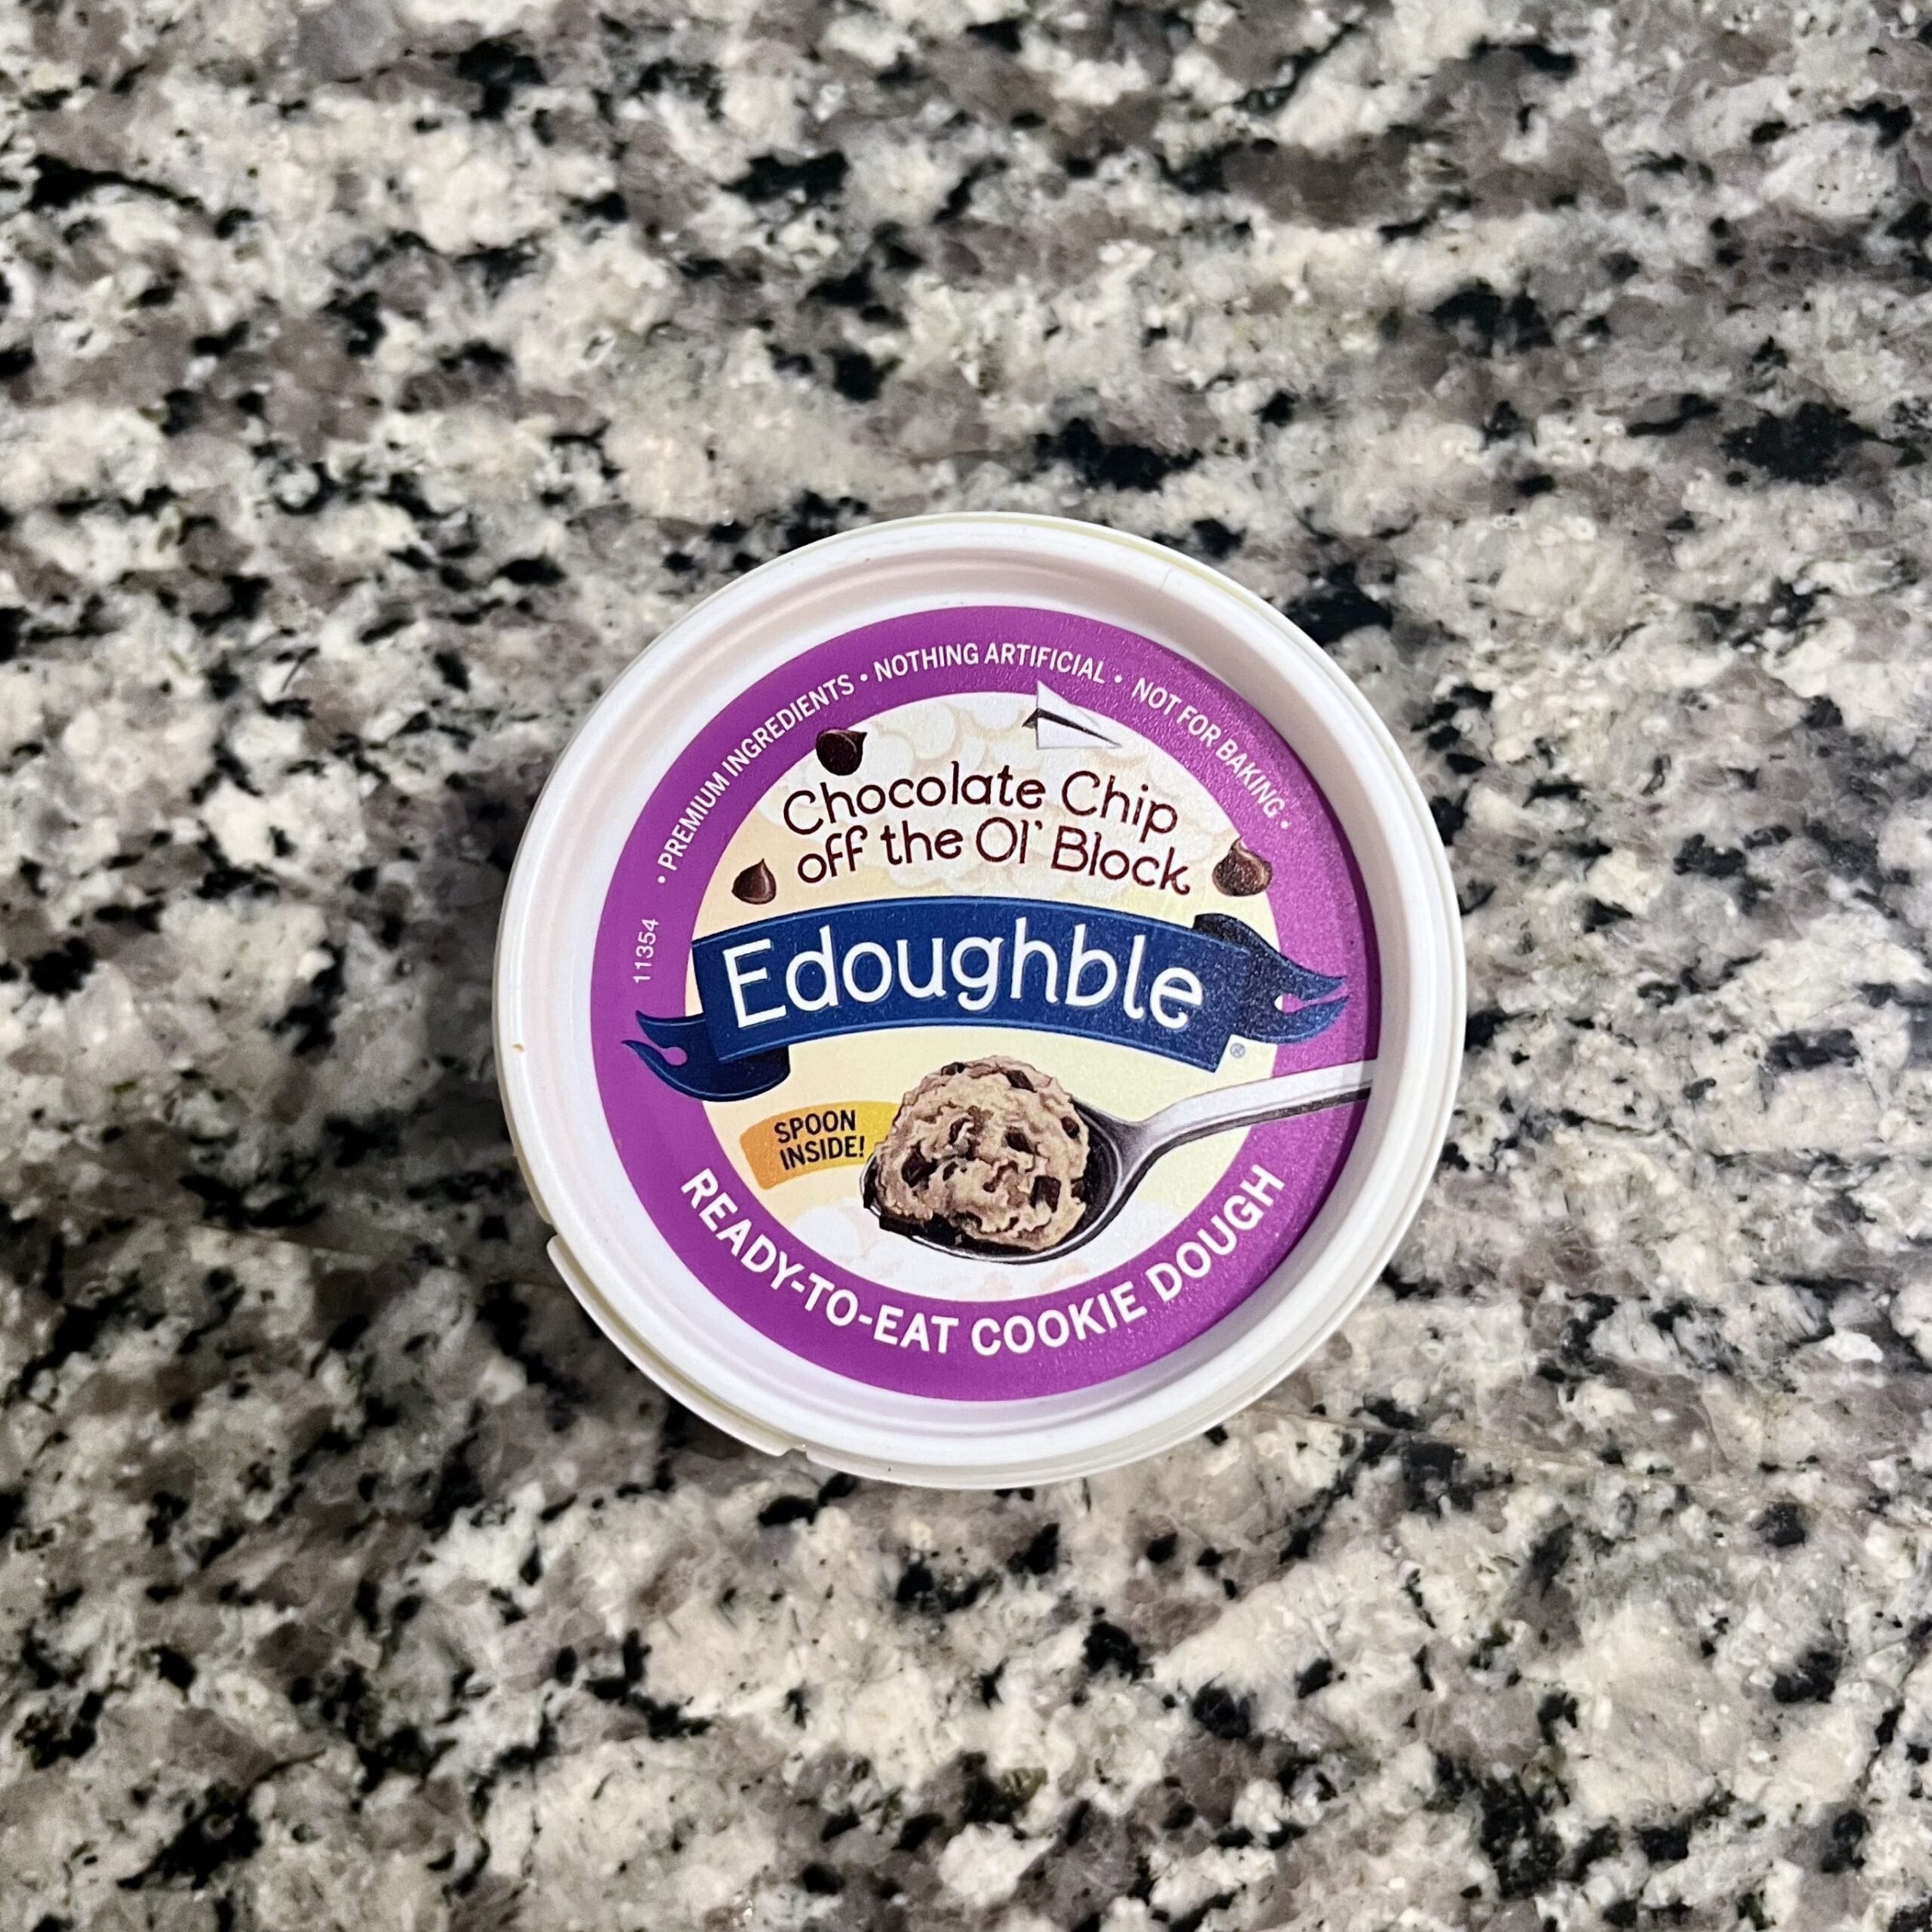 • PREMIUM INGREDIENTS • NOTHING ARTIFICIAL • NOT FOR BAKING •
Chocolate Chip
off the Ol' Block
11354
Edoughble
®
SPOON
INSIDE!
READY-TO-EAT COOKIE DOUGH